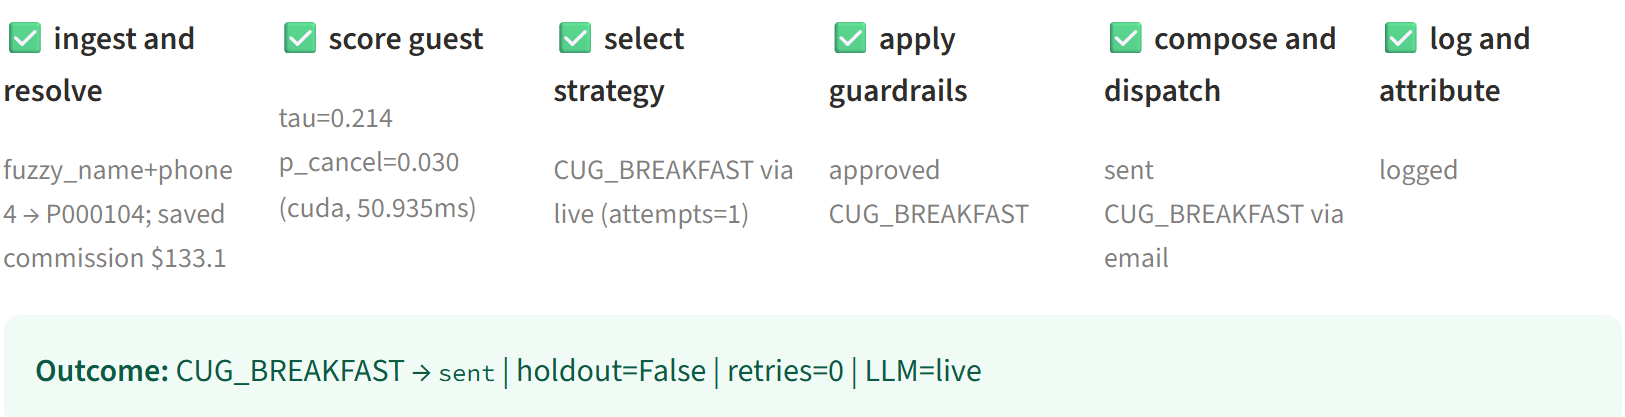 ✅ ingest and
resolve
fuzzy_name+phone
4 → P000104; saved
commission $133.1
✅ score guest
tau=0.214
p_cancel=0.030
(cuda, 50.935ms)
✅ select
strategy
CUG_BREAKFAST via
live (attempts=1)
✅ apply
guardrails
approved
CUG_BREAKFAST
✅ compose and
dispatch
sent
CUG_BREAKFAST via
email
✅ log and
attribute
logged
Outcome: CUG_BREAKFAST → sent | holdout=False | retries=0 | LLM=live